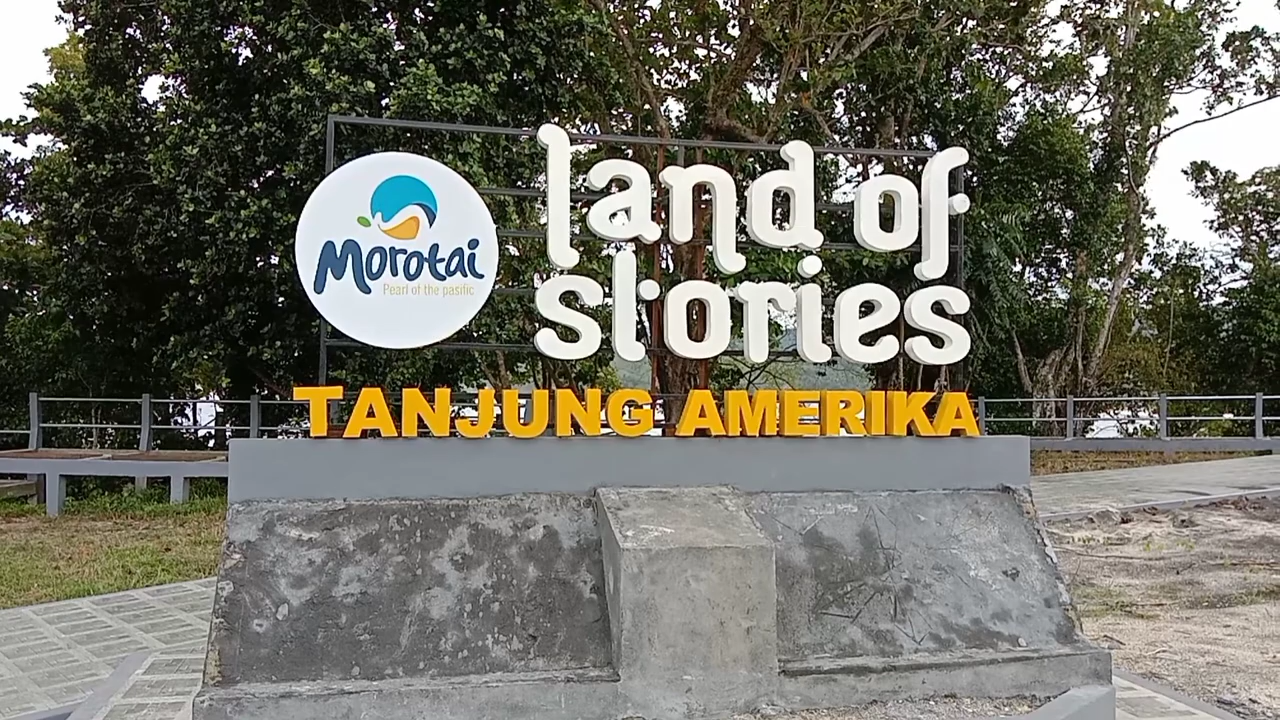 Morotai
Pearl of the pasific
land of
stories
TANJUNG AMERIKA